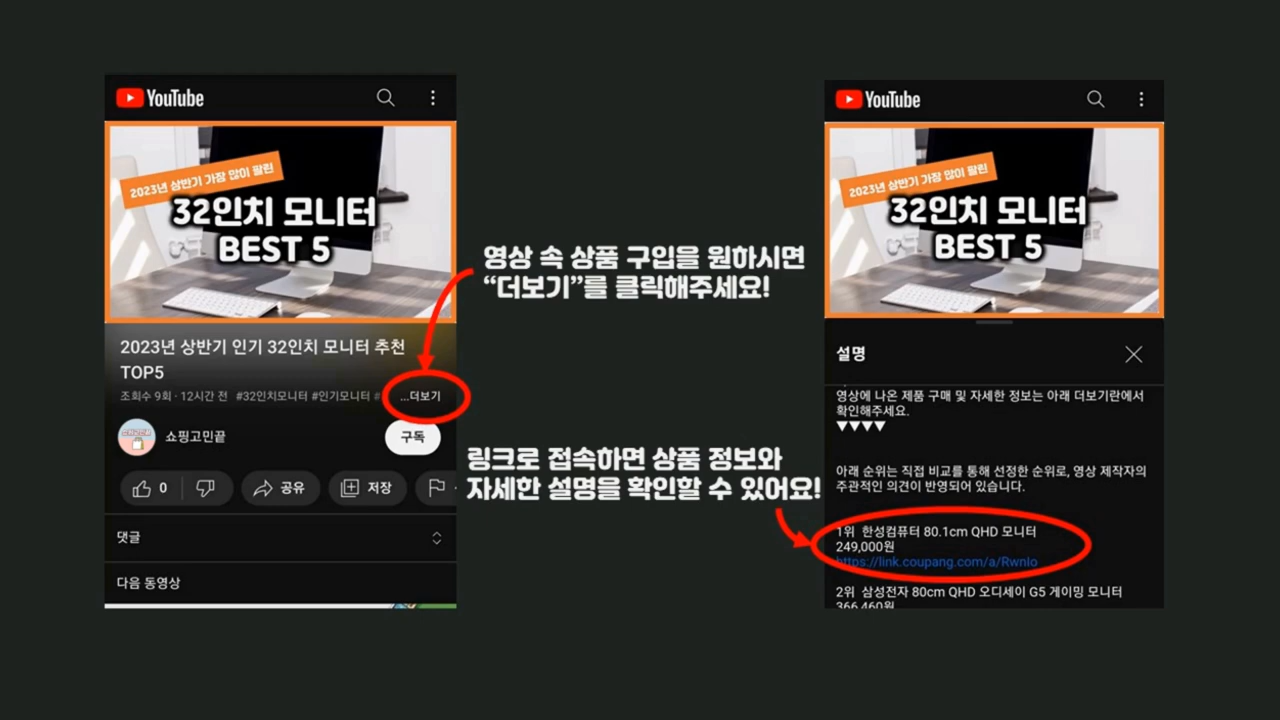 YouTube
2023년 상반기 가장 많이 팔린
32인치 모니터
BEST 5
2023년 상반기 인기 32인치 모니터 추천
TOP5
조회수 9회 · 12시간 전 #32인치모니터 #인기모니터 # ...더보기
쇼핑고민끝
구독
0
공유
저장
댓글
다음 동영상
영상 속 상품 구입을 원하시면
“더보기”를 클릭해주세요!
링크로 접속하면 상품 정보와
자세한 설명을 확인할 수 있어요!
YouTube
2023년 상반기 가장 많이 팔린
32인치 모니터
BEST 5
설명
영상에 나온 제품 구매 및 자세한 정보는 아래 더보기란에서
확인해주세요.
▼▼▼▼
아래 순위는 직접 비교를 통해 선정한 순위로, 영상 제작자의
주관적인 의견이 반영되어 있습니다.
1위 한성컴퓨터 80.1cm QHD 모니터
249,000원
https://link.coupang.com/a/Rwnlo
2위 삼성전자 80cm QHD 오디세이 G5 게이밍 모니터
366,460원